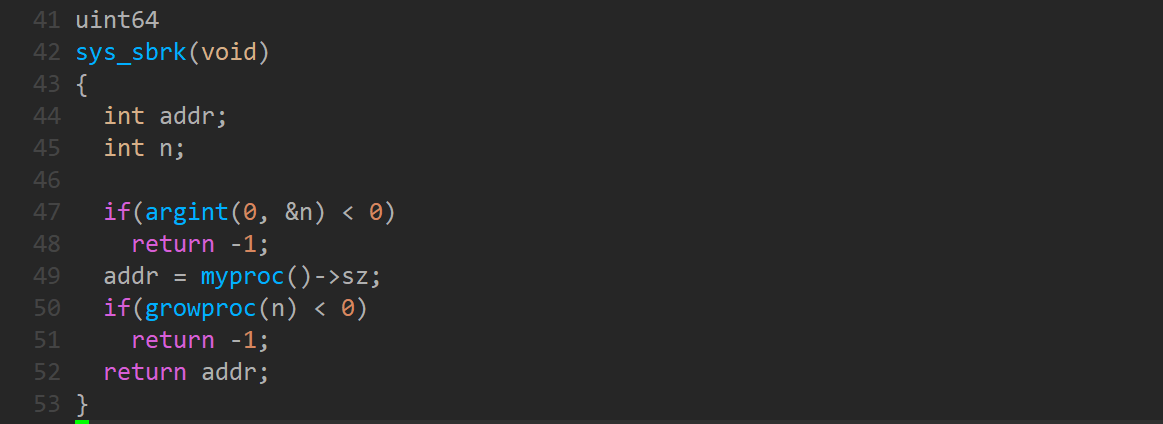 41 uint64
42 sys_sbrk(void)
43 {
44   int addr;
45   int n;
46
47   if(argint(0, &n) < 0)
48     return -1;
49   addr = myproc()->sz;
50   if(growproc(n) < 0)
51     return -1;
52   return addr;
53 }